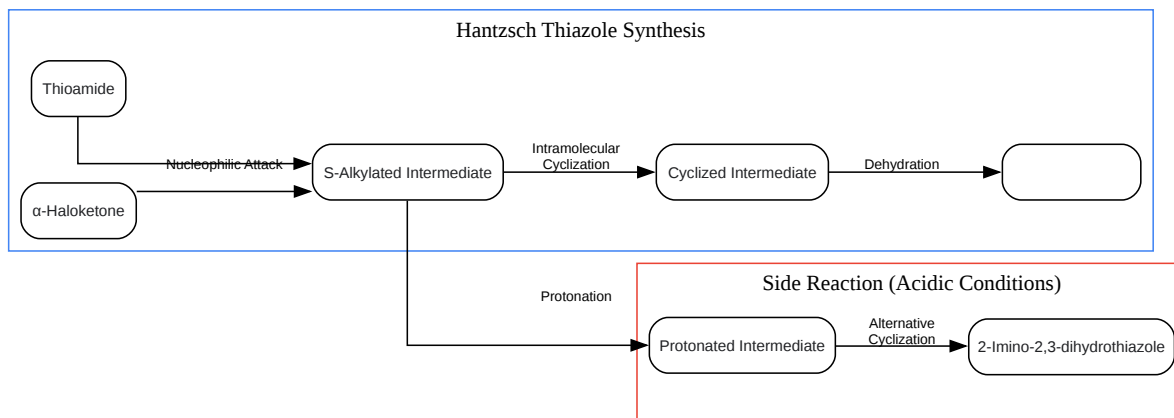 Hantzsch Thiazole Synthesis
Thioamide
Nucleophilic Attack
α-Haloketone
S-Alkylated Intermediate
Intramolecular
Cyclization
Cyclized Intermediate
Dehydration
Side Reaction (Acidic Conditions)
Protonation
Protonated Intermediate
Alternative
Cyclization
2-Imino-2,3-dihydrothiazole